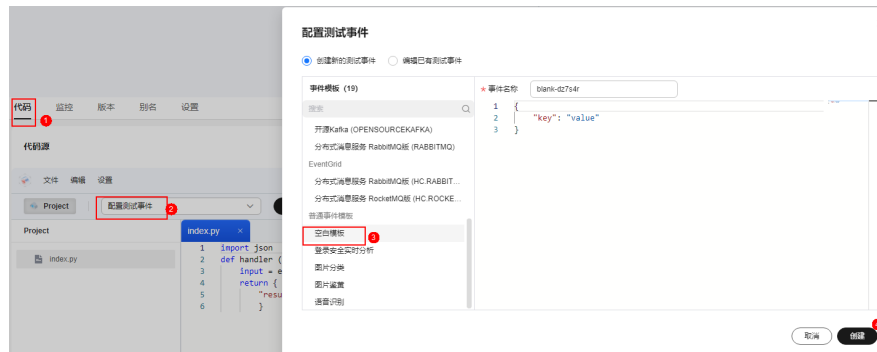 配置测试事件
创建新的测试事件 编辑已有测试事件
事件模板 (19)
搜索
开源Kafka (OPENSOURCEKAFKA)
分布式消息服务 RabbitMQ版 (RABBITMQ)
EventGrid
分布式消息服务 RabbitMQ版 (HC.RABBIT...
分布式消息服务 RocketMQ版 (HC.ROCKE...
普通事件模板
空白模板
3
登录安全实时分析
图片分类
图片鉴黄
语音识别
* 事件名称 blank-dz7s4r
1 {
2 "key": "value"
3 }
取消 创建
代码 监控 版本 别名 设置
1
代码源
文件 编辑 设置
Project 配置测试事件
2
Project
index.py
index.py ×
1 import json
2 def handler (
3 input = e
4 return {
5 "resu
6 }